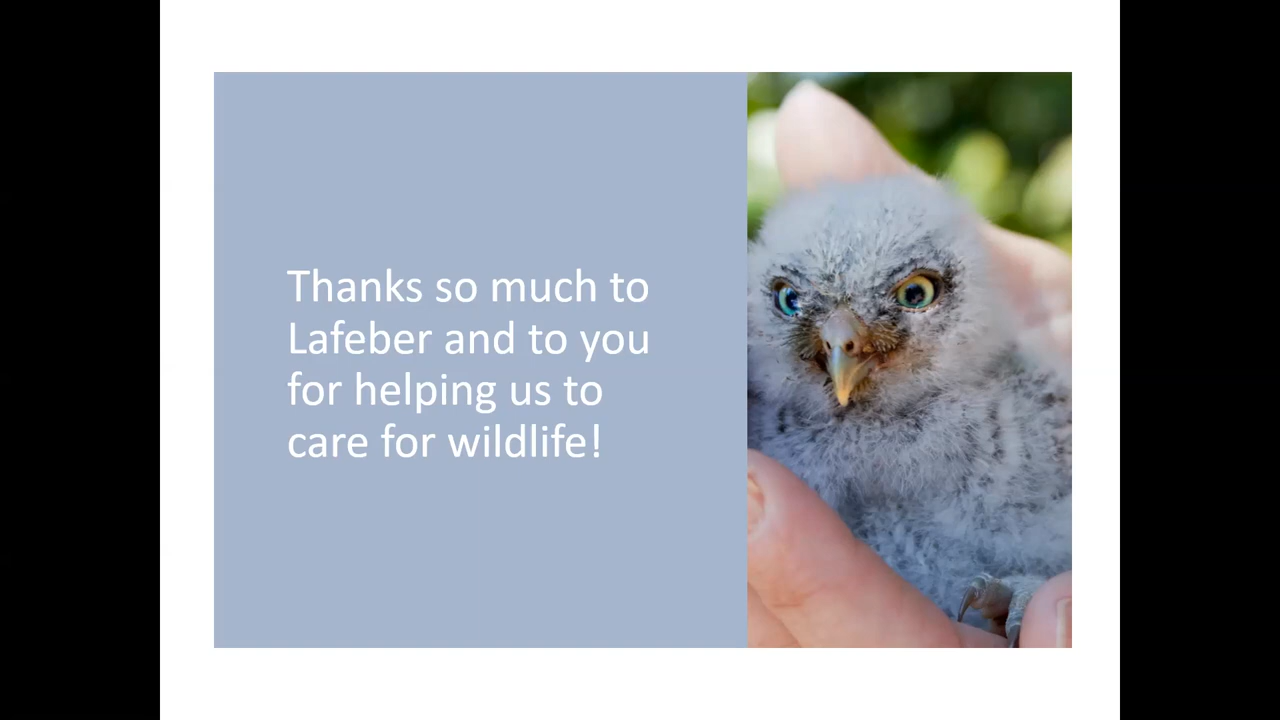 Thanks so much to
Lafeber and to you
for helping us to
care for wildlife!